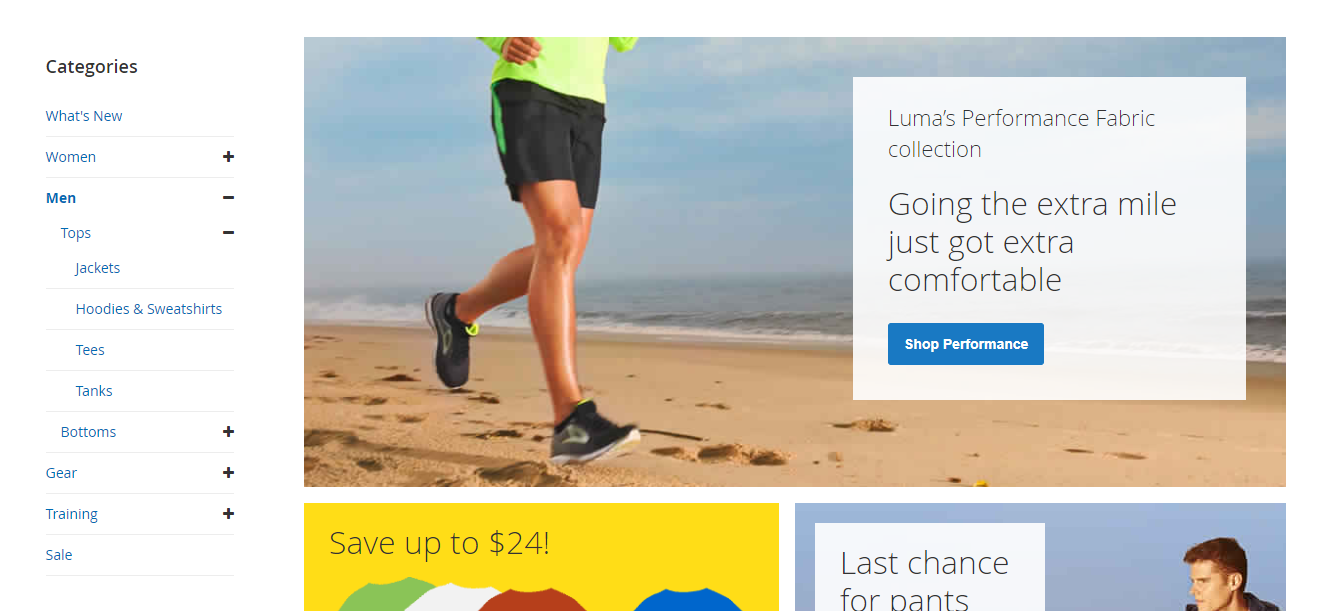 Categories
What's New
Women
Men
Tops
Jackets
Hoodies & Sweatshirts
Tees
Tanks
Bottoms
Gear
Training
Sale
Luma’s Performance Fabric
collection
Going the extra mile
just got extra
comfortable
Shop Performance
Save up to $24!
Last chance
for pants